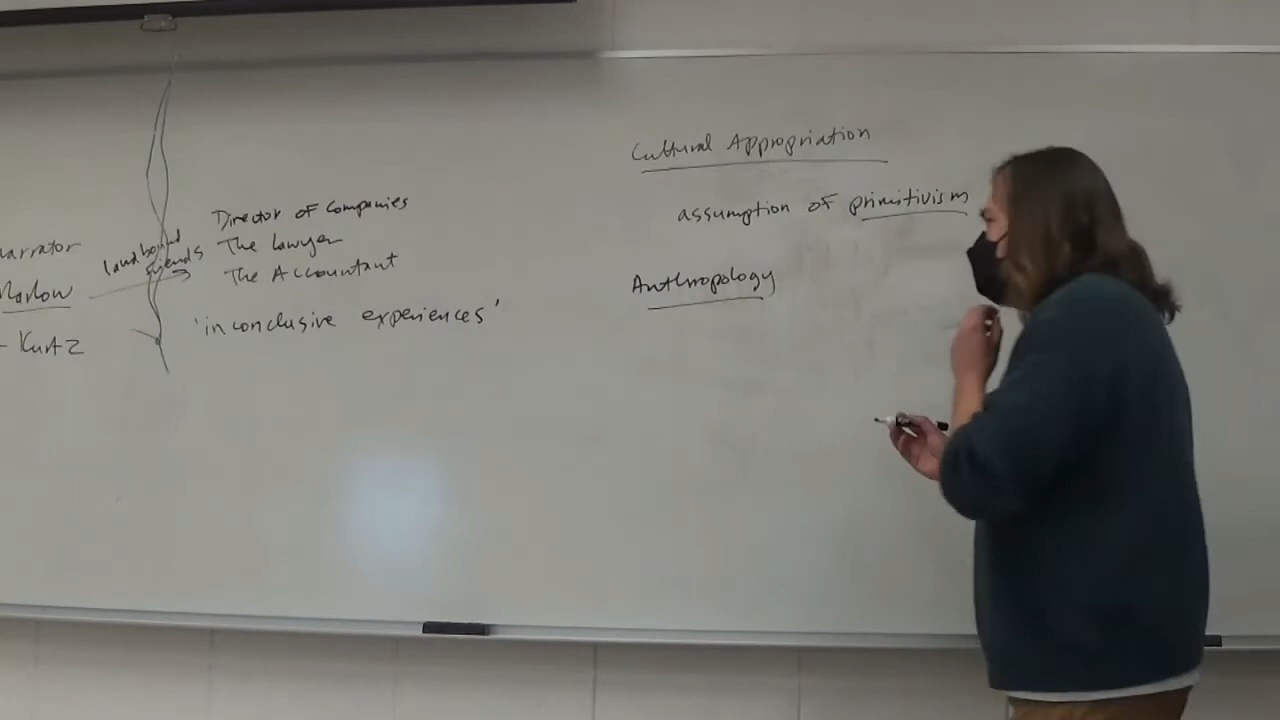 narrator
Marlow
- Kurtz
landbound
friends
Director of Companies
The Lawyer
The Accountant
'inconclusive experiences'
Cultural Appropriation
assumption of primitivism
Anthropology